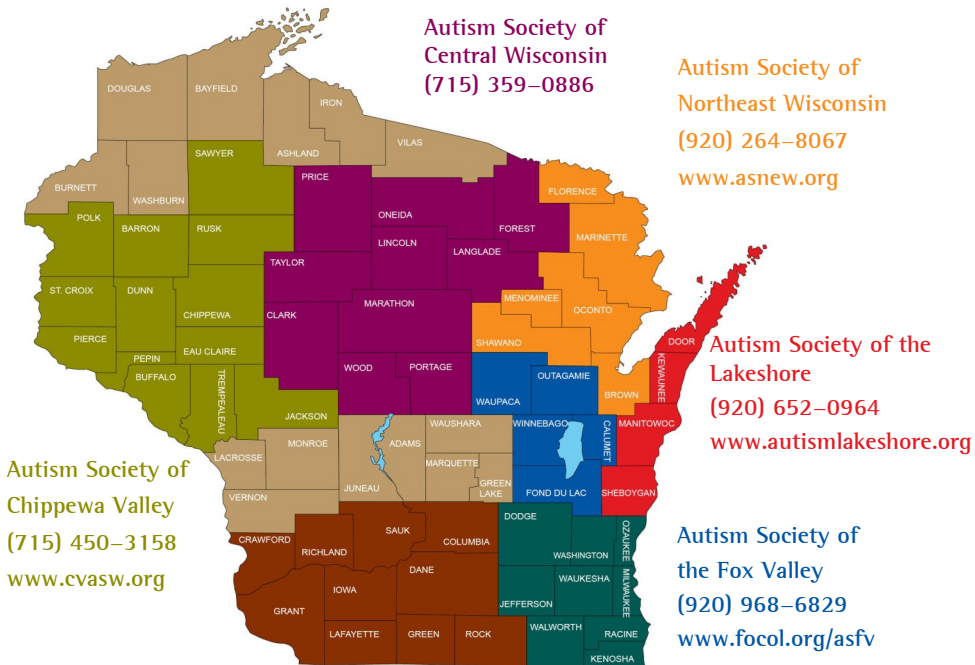 Autism Society of
Central Wisconsin
(715) 359–0886
Autism Society of
Northeast Wisconsin
(920) 264–8067
www.asnew.org
DOUGLAS
BAYFIELD
IRON
ASHLAND
VILAS
SAWYER
BURNETT
WASHBURN
PRICE
FLORENCE
POLK
BARRON
RUSK
ONEIDA
FOREST
LINCOLN
MARINETTE
TAYLOR
LANGLADE
ST. CROIX
DUNN
CHIPPEWA
MARATHON
MENOMINEE
OCONTO
CLARK
PIERCE
EAU CLAIRE
SHAWANO
DOOR
PEPIN
WOOD
PORTAGE
KEWAUNEE
BUFFALO
TREMPEALEAU
OUTAGAMIE
WAUPACA
BROWN
JACKSON
WAUSHARA
WINNEBAGO
CALUMET
MANITOWOC
MONROE
ADAMS
LACROSSE
MARQUETTE
JUNEAU
GREEN
LAKE
FOND DU LAC
SHEBOYGAN
VERNON
Autism Society of the
Lakeshore
(920) 652–0964
www.autismlakeshore.org
Autism Society of
Chippewa Valley
(715) 450–3158
www.cvasw.org
CRAWFORD
RICHLAND
SAUK
COLUMBIA
DODGE
WASHINGTON
OZAUKEE
DANE
IOWA
GRANT
JEFFERSON
WAUKESHA
MILWAUKEE
LAFAYETTE
GREEN
ROCK
WALWORTH
RACINE
KENOSHA
Autism Society of
the Fox Valley
(920) 968–6829
www.focol.org/asfv